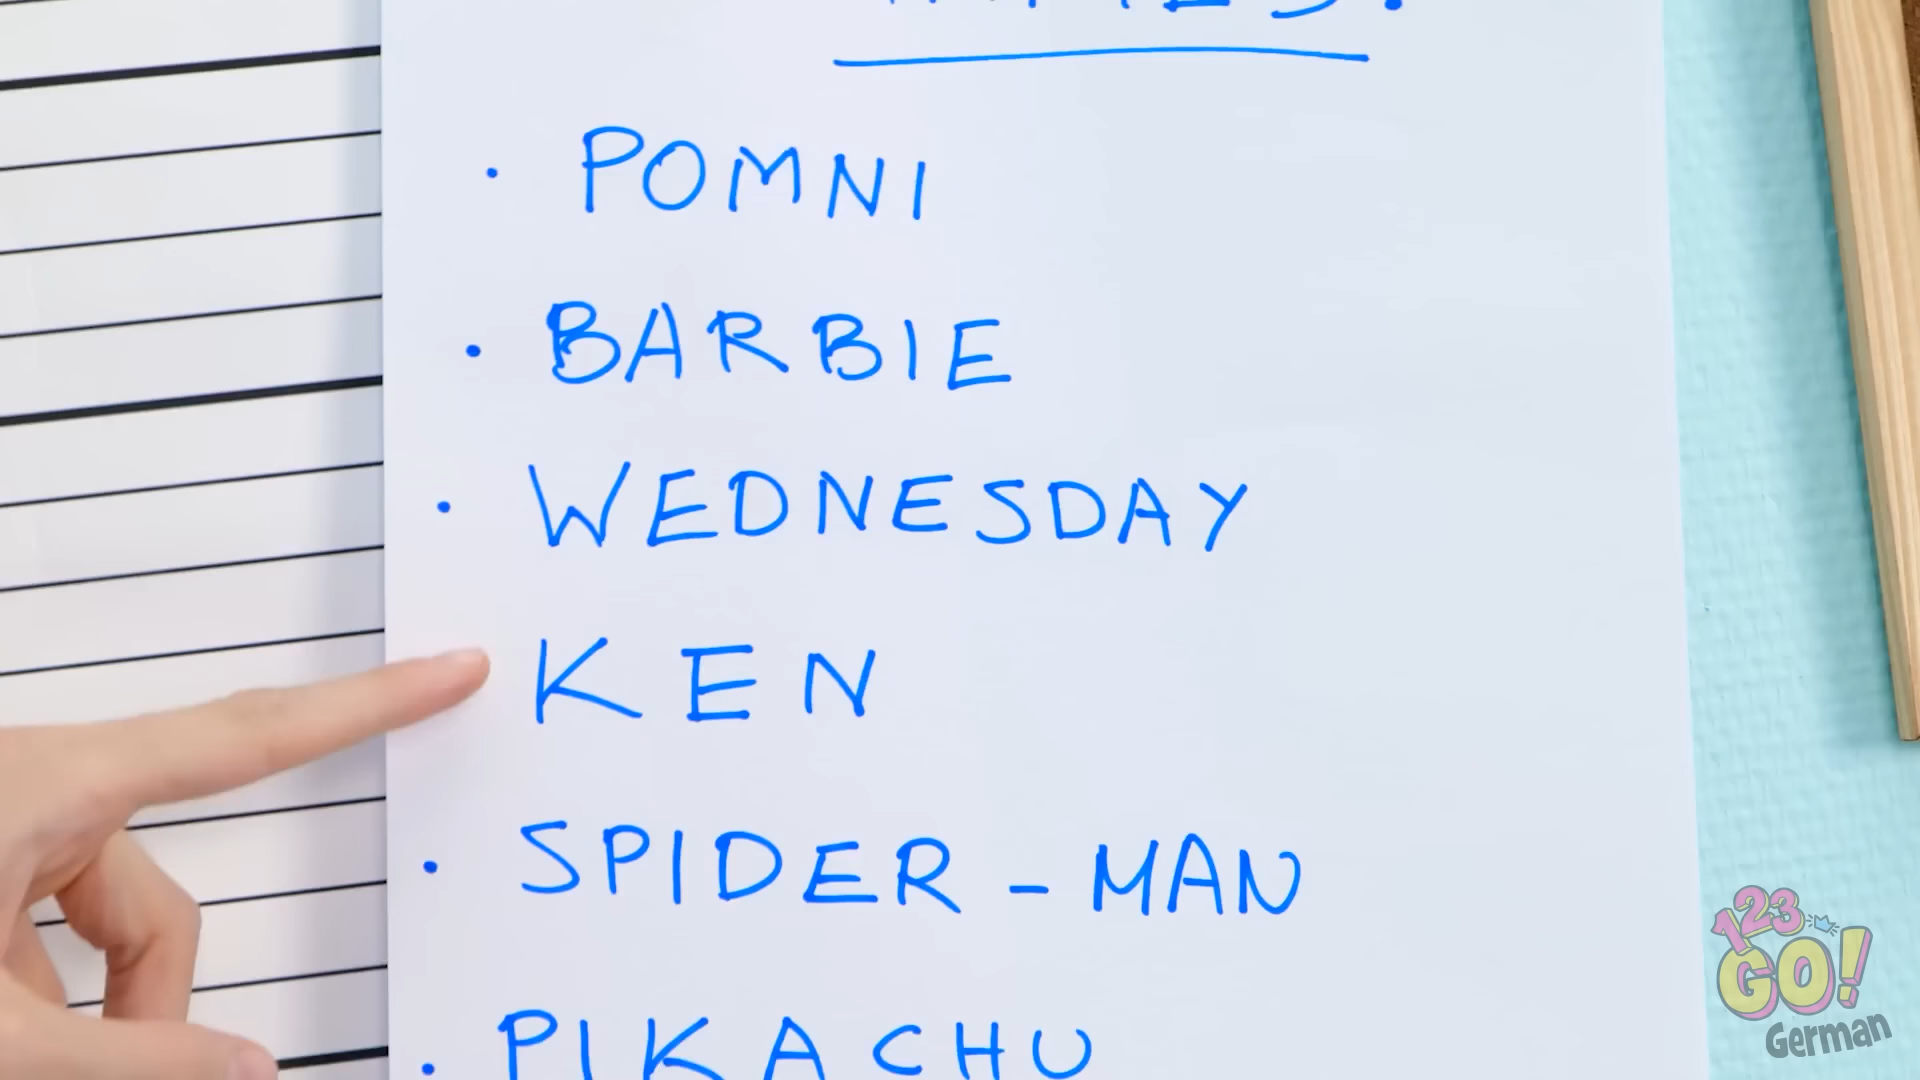 · POMNI
· BARBIE
· WEDNESDAY
KEN
· SPIDER-MAN
· PIKACHU
123 GO!
German